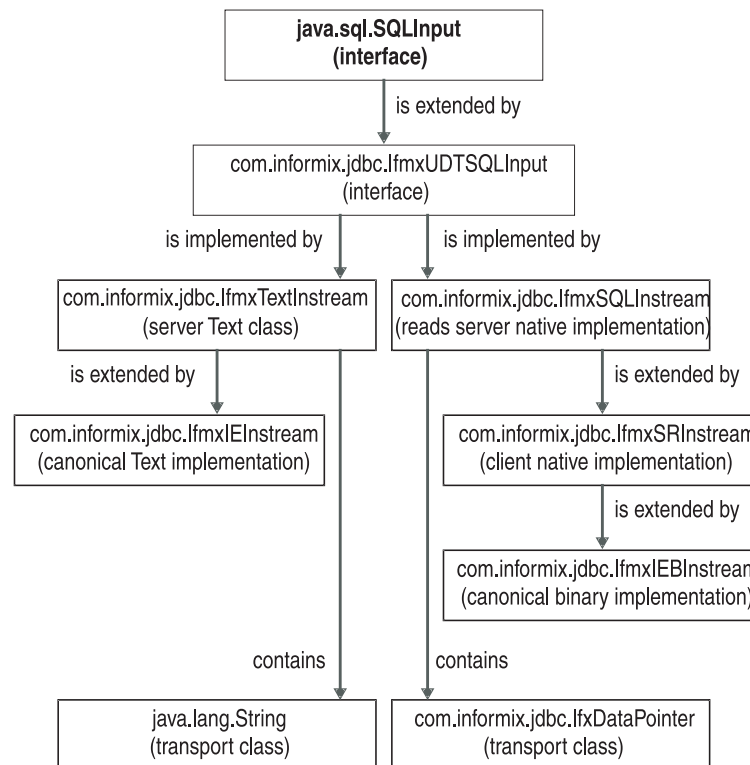 java.sql.SQLInput
(interface)
is extended by
com.informix.jdbc.IfmxUDTSQLInput
(interface)
is implemented by
is implemented by
com.informix.jdbc.IfmxTextInstream
(server Text class)
com.informix.jdbc.IfmxSQLInstream
(reads server native implementation)
is extended by
is extended by
com.informix.jdbc.IfmxIEInstream
(canonical Text implementation)
com.informix.jdbc.IfmxSRInstream
(client native implementation)
is extended by
com.informix.jdbc.IfmxIEBInstream
(canonical binary implementation)
contains
contains
java.lang.String
(transport class)
com.informix.jdbc.IfxDataPointer
(transport class)